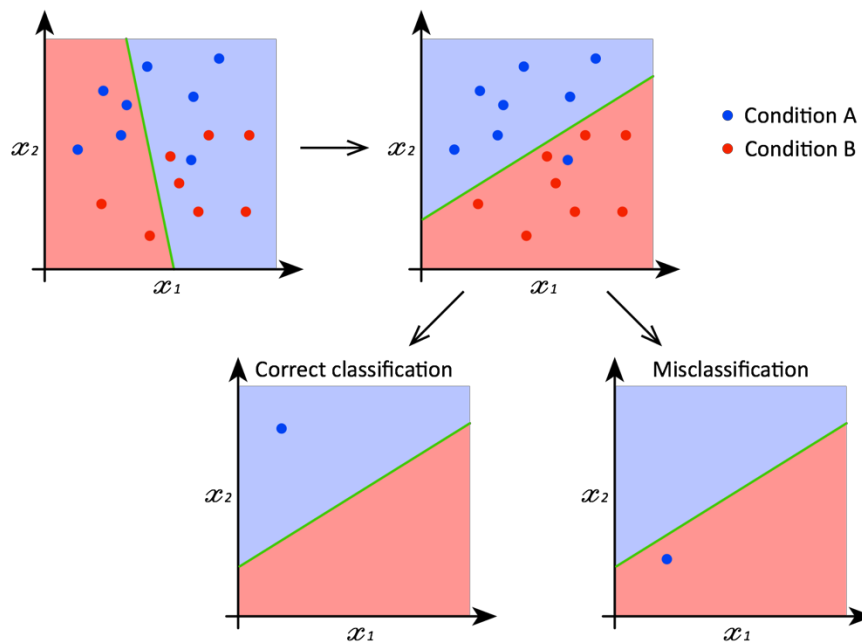 Condition A
Condition B
x2
x1
x2
x1
Correct classification
Misclassification
x2
x1
x2
x1